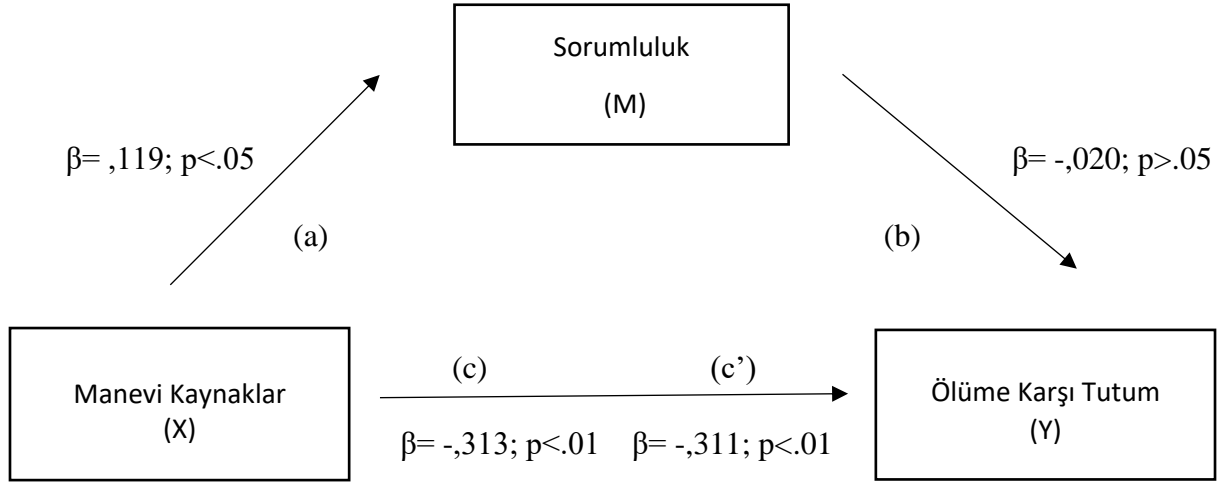 Sorumluluk
(M)
β= ,119; p<.05
β= -,020; p>.05
(a)
(b)
Manevi Kaynaklar
(X)
(c)
(c’)
β= -,313; p<.01
β= -,311; p<.01
Ölüme Karşı Tutum
(Y)